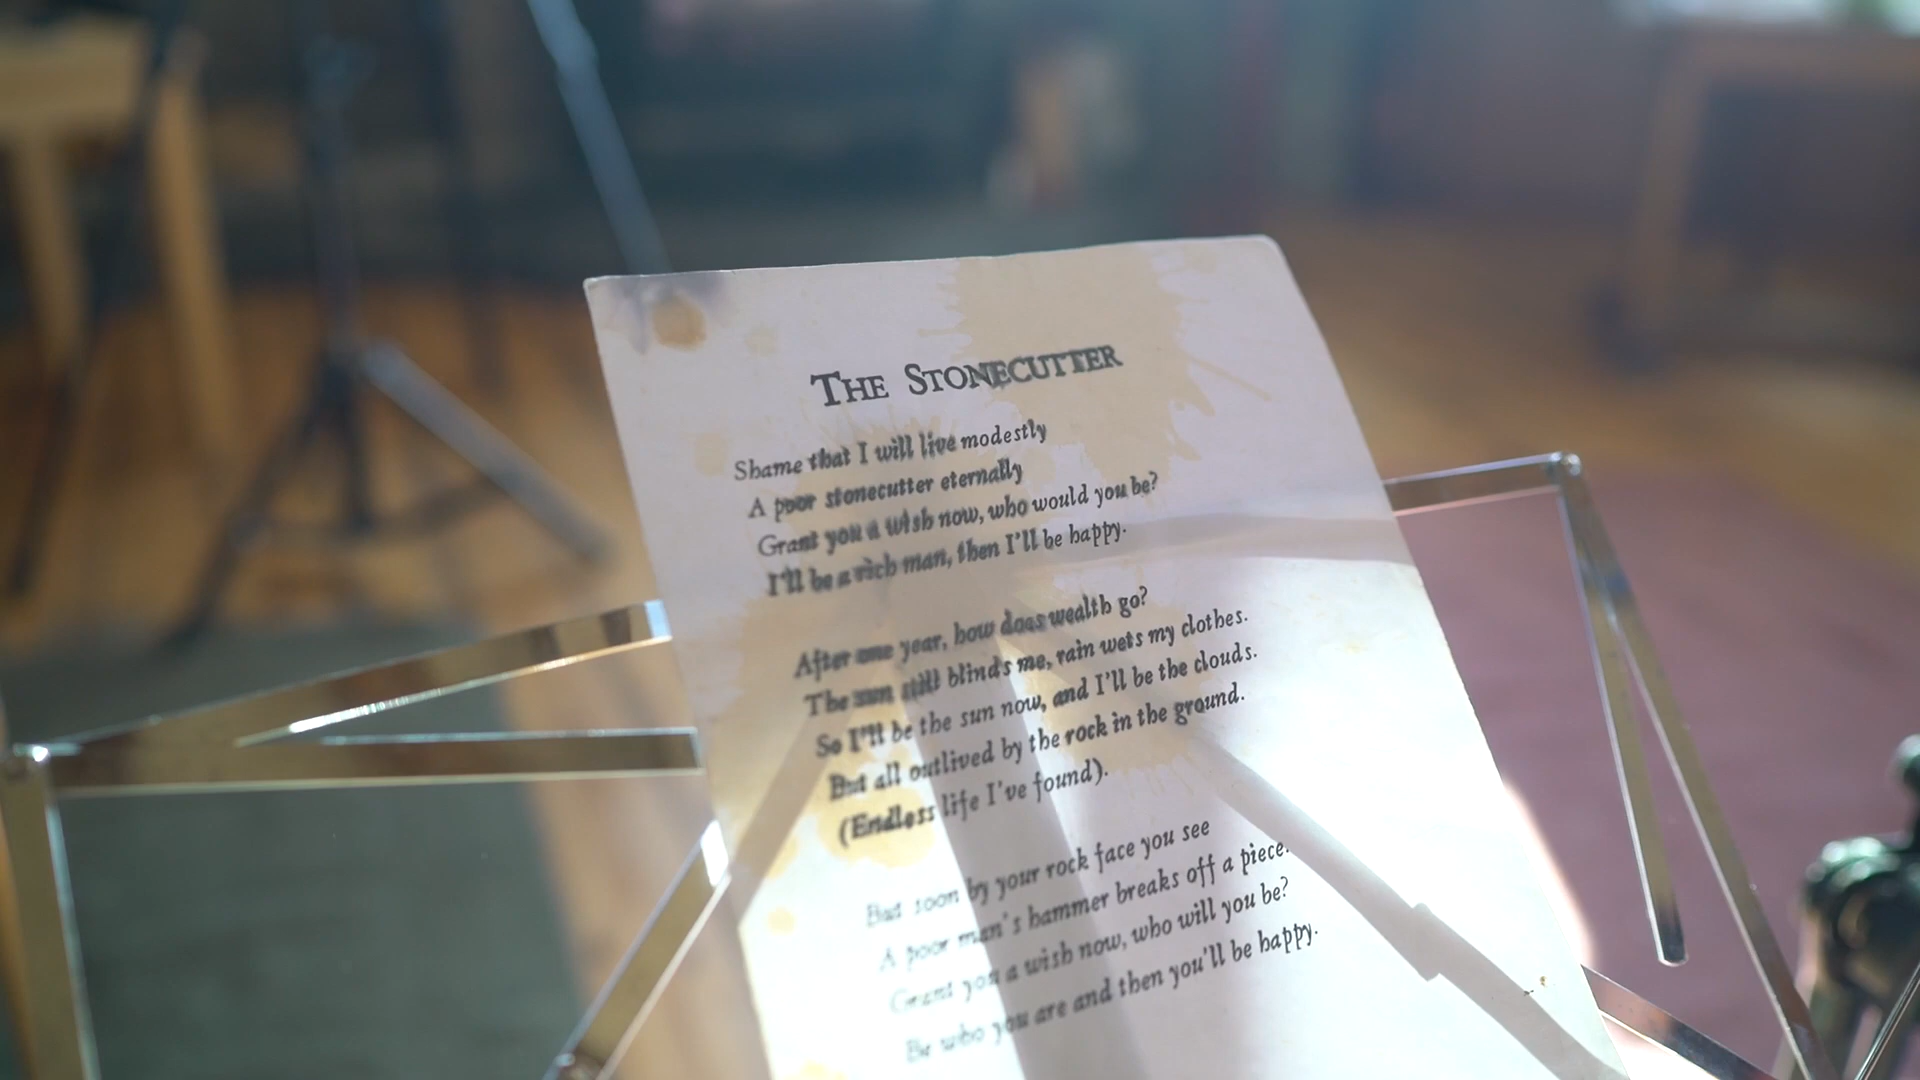 THE STONECUTTER
Shame that I will live modestly
A poor stonecutter eternally
Grant you a wish now, who would you be?
I'll be a rich man, then I'll be happy.
After one year, how does wealth go?
The sun still blinds me, rain wets my clothes.
So I'll be the sun now, and I'll be the clouds.
But all outlived by the rock in the ground.
(Endless life I've found).
But soon by your rock face you see
A poor man's hammer breaks off a piece.
Grant you a wish now, who will you be?
Be who you are and then you'll be happy.